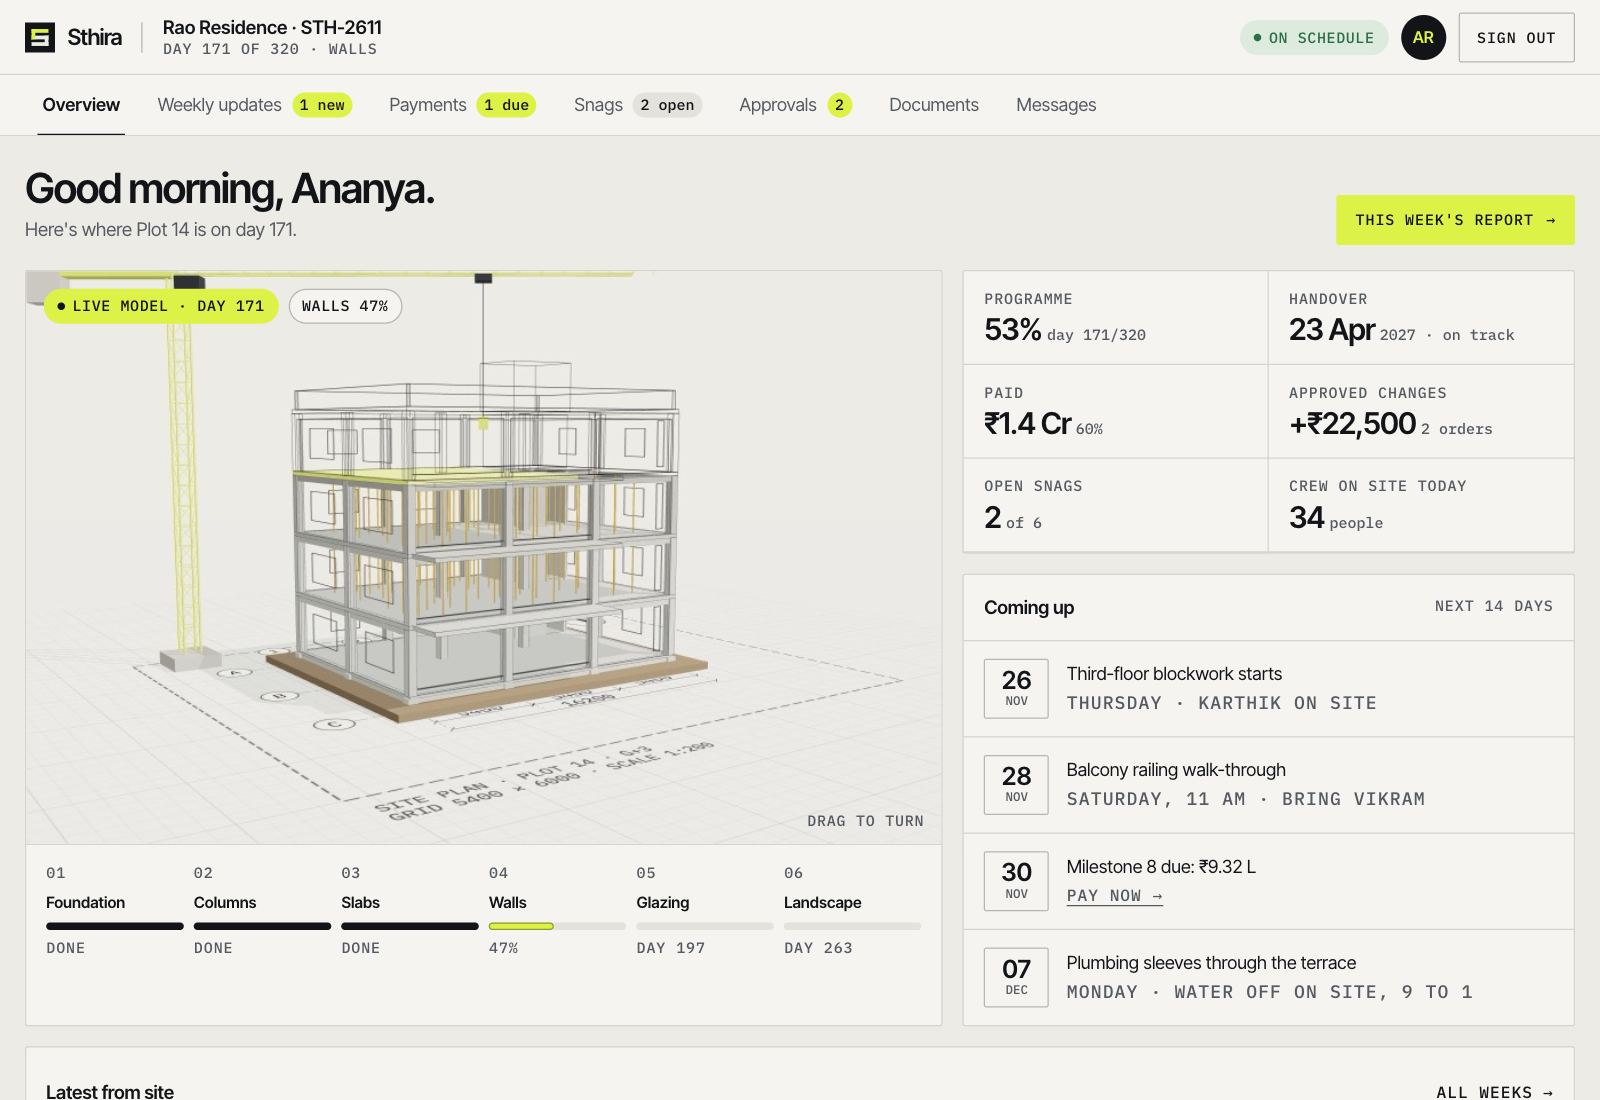 Sthira
Rao Residence · STH-2611
DAY 171 OF 320 · WALLS
ON SCHEDULE
AR
SIGN OUT
Overview
Weekly updates 1 new
Payments 1 due
Snags 2 open
Approvals 2
Documents
Messages
Good morning, Ananya.
Here's where Plot 14 is on day 171.
THIS WEEK'S REPORT →
LIVE MODEL · DAY 171
WALLS 47%
A
B
C
16200
SITE PLAN · PLOT 14 · G+3
GRID 5400 × 6000 · SCALE 1:200
DRAG TO TURN
01
Foundation
DONE
02
Columns
DONE
03
Slabs
DONE
04
Walls
47%
05
Glazing
DAY 197
06
Landscape
DAY 263
PROGRAMME
53% day 171/320
HANDOVER
23 Apr 2027 · on track
PAID
₹1.4 Cr 60%
APPROVED CHANGES
+₹22,500 2 orders
OPEN SNAGS
2 of 6
CREW ON SITE TODAY
34 people
Coming up
NEXT 14 DAYS
26
NOV
Third-floor blockwork starts
THURSDAY · KARTHIK ON SITE
28
NOV
Balcony railing walk-through
SATURDAY, 11 AM · BRING VIKRAM
30
NOV
Milestone 8 due: ₹9.32 L
PAY NOW →
07
DEC
Plumbing sleeves through the terrace
MONDAY · WATER OFF ON SITE, 9 TO 1
Latest from site
ALL WEEKS →